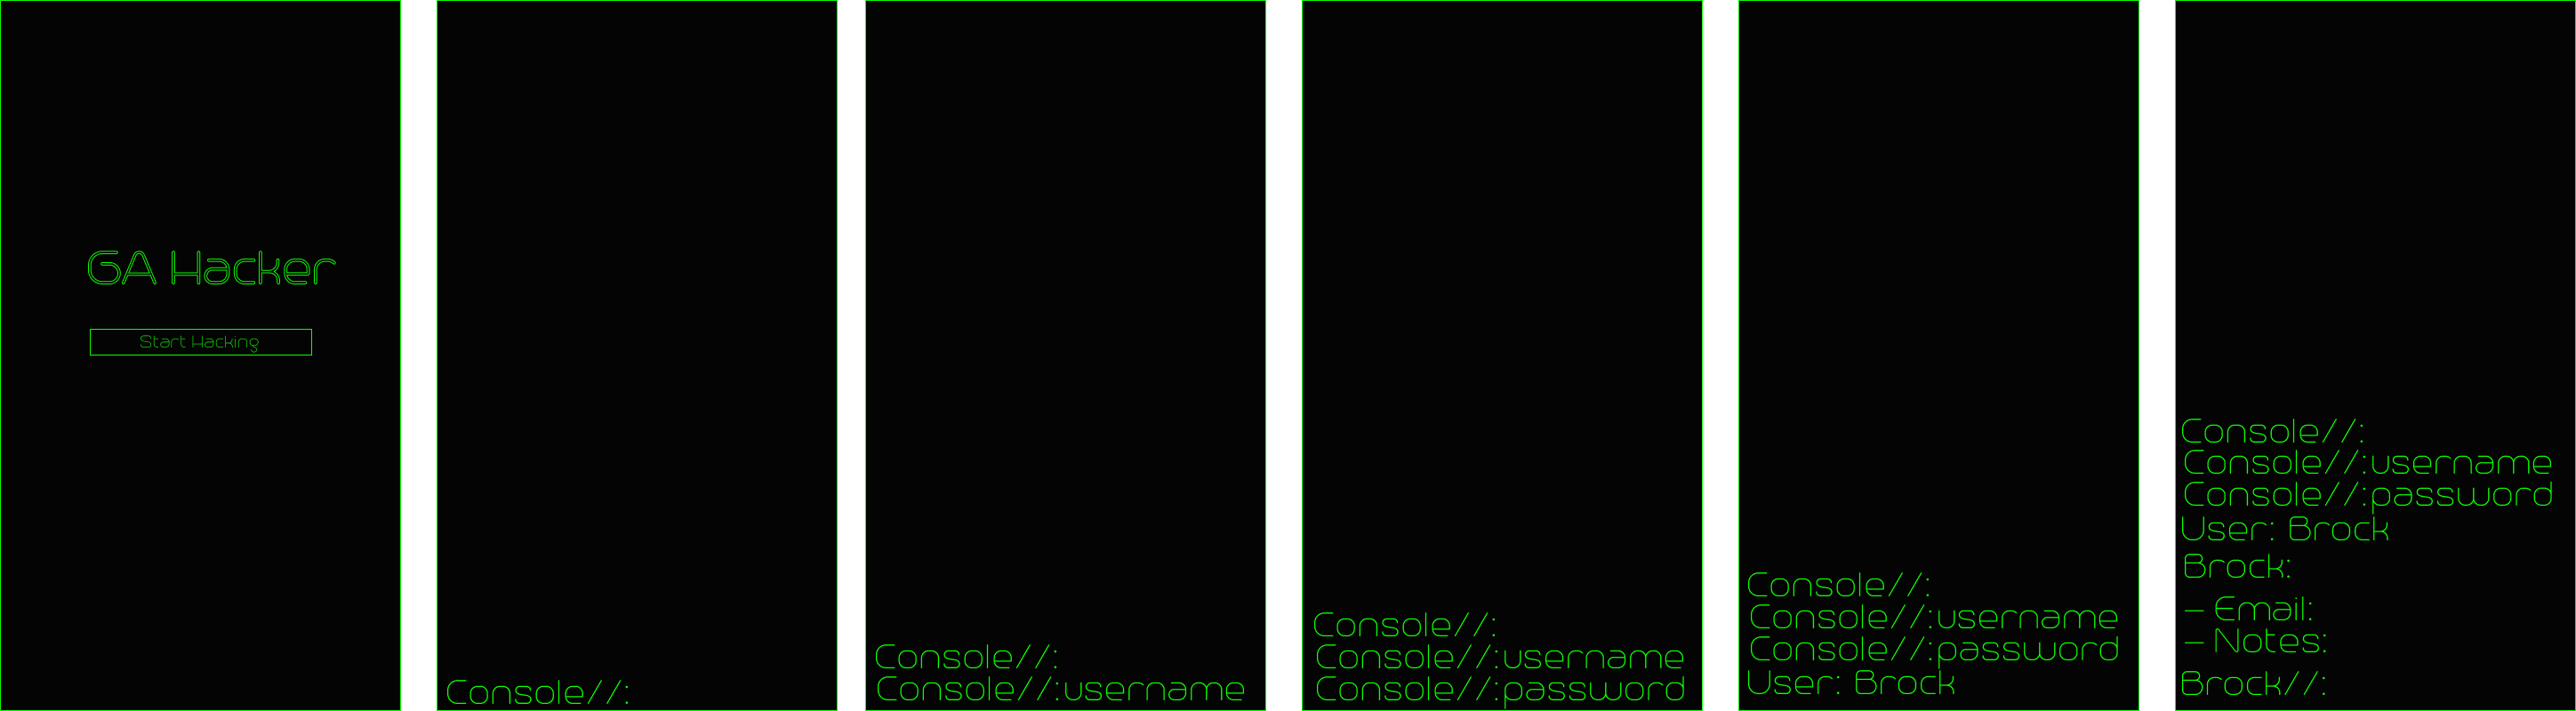 GA Hacker
Start Hacking
Console//:
Console//:
Console//:username
Console//:
Console//:username
Console//:password
Console//:
Console//:username
Console//:password
User: Brock
Console//:
Console//:username
Console//:password
User: Brock
Brock:
- Email:
- Notes:
Brock//: